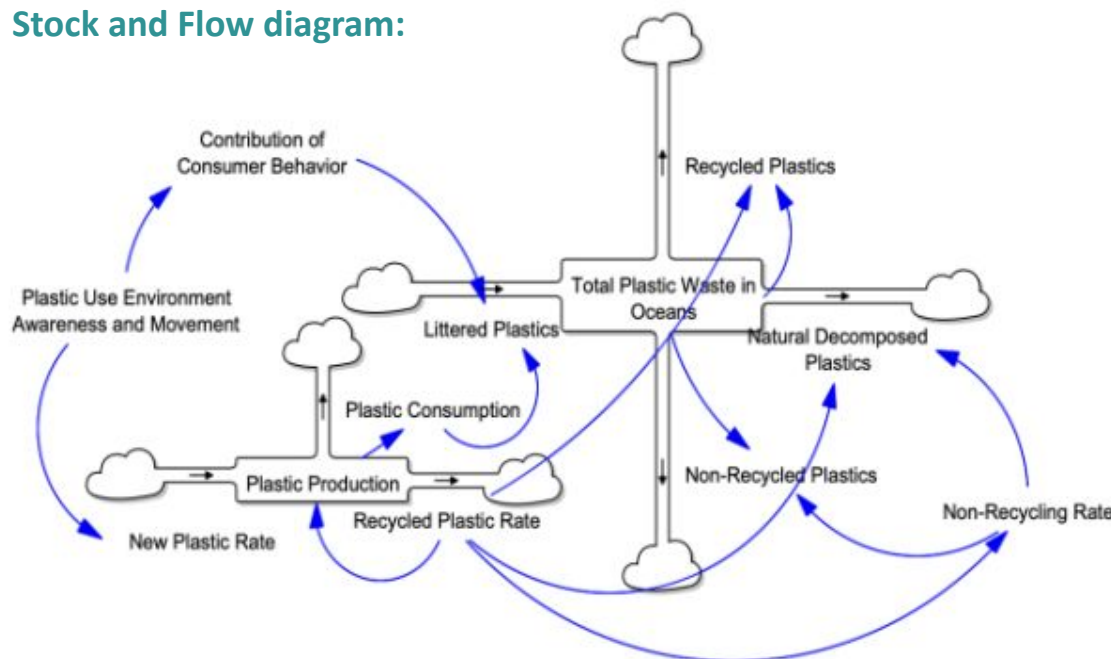 Stock and Flow diagram:
Contribution of
Consumer Behavior
Recycled Plastics
Plastic Use Environment
Awareness and Movement
Total Plastic Waste in
Oceans
Littered Plastics
Natural Decomposed
Plastics
Plastic Consumption
Plastic Production
Non-Recycled Plastics
Recycled Plastic Rate
New Plastic Rate
Non-Recycling Rate